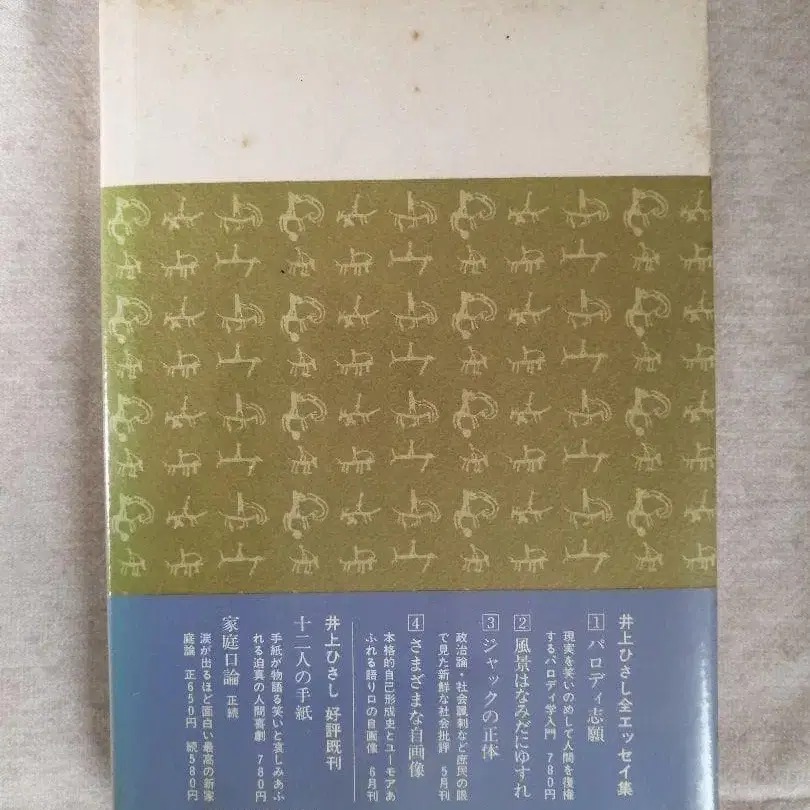 井上ひさし全エッセイ集
1 パロディ志願
現実を笑いのめして人間を復権
するパロディ学入門 780円
2 風景はなみだにゆすれ
3 ジャックの正体
政治論・社会諷刺など庶民の眼
で見た新鮮な社会批評 5月刊
4 さまざまな自画像
本格的自己形成史とユーモアあ
ふれる語り口の自画像 6月刊
井上ひさし 好評既刊
十二人の手紙
手紙が物語る笑いと哀しみあふ
れる迫真の人間喜劇 780円
家庭口論 正続
涙が出るほど面白い最高の新家
庭論 正650円 続580円